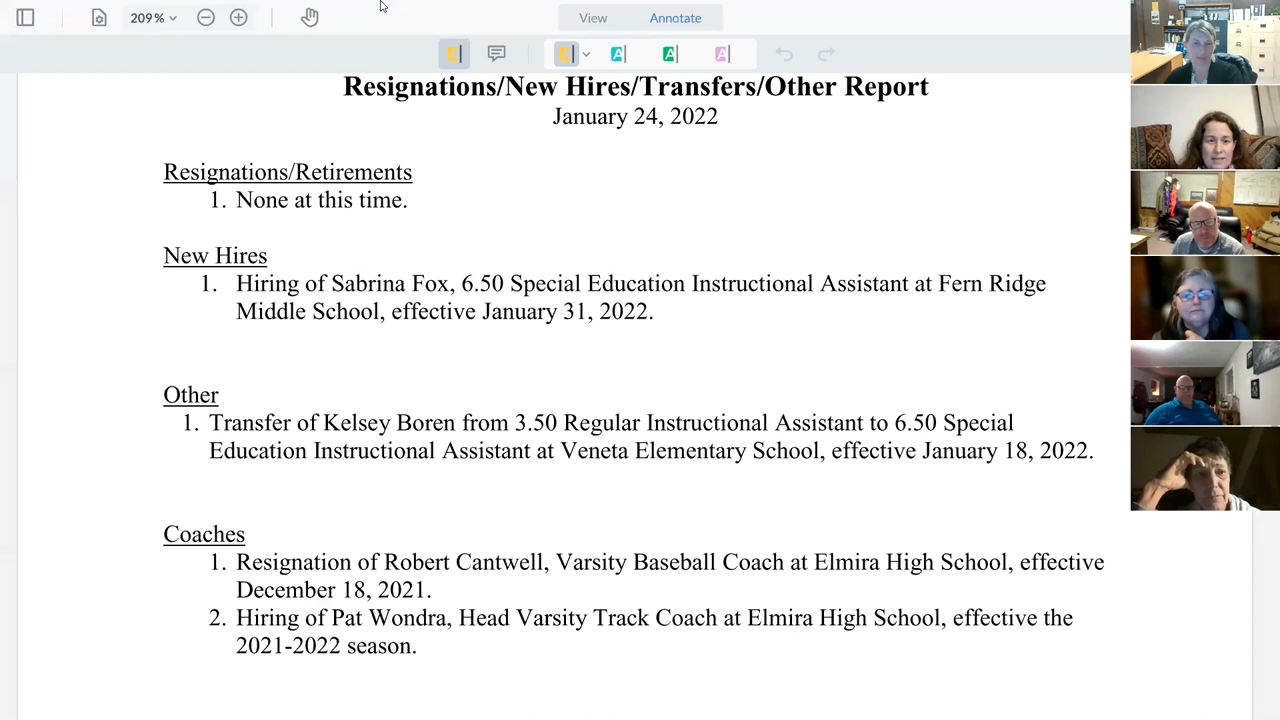 209%
View
Annotate
Resignations/New Hires/Transfers/Other Report
January 24, 2022
Resignations/Retirements
1. None at this time.
New Hires
1. Hiring of Sabrina Fox, 6.50 Special Education Instructional Assistant at Fern Ridge
Middle School, effective January 31, 2022.
Other
1. Transfer of Kelsey Boren from 3.50 Regular Instructional Assistant to 6.50 Special
Education Instructional Assistant at Veneta Elementary School, effective January 18, 2022.
Coaches
1. Resignation of Robert Cantwell, Varsity Baseball Coach at Elmira High School, effective
December 18, 2021.
2. Hiring of Pat Wondra, Head Varsity Track Coach at Elmira High School, effective the
2021-2022 season.